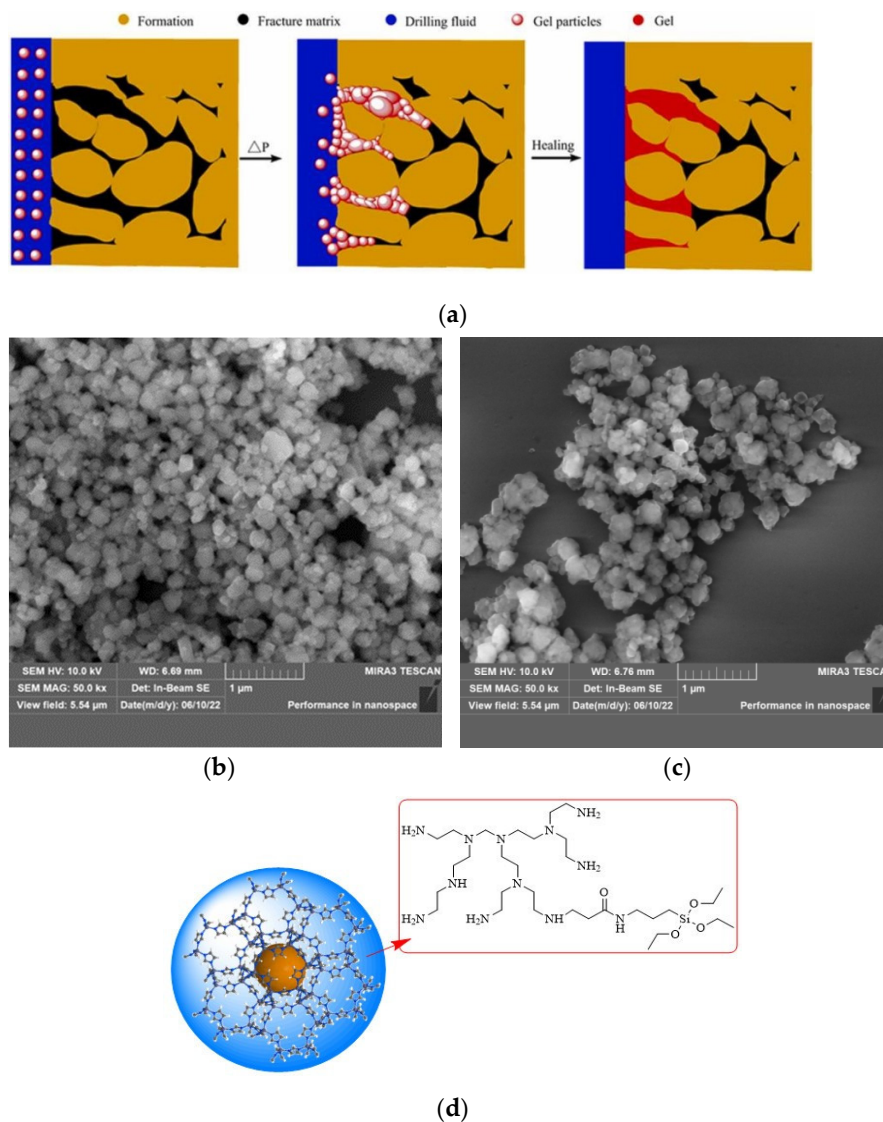 Formation Fracture matrix Drilling fluid Gel particles Gel
△P Healing
(a)
SEM HV: 10.0 kV WD: 6.69 mm MIRA3 TESCAN
SEM MAG: 50.0 kx Det: In-Beam SE 1 µm
View field: 5.54 µm Date(m/d/y): 06/10/22 Performance in nanospace
SEM HV: 10.0 kV WD: 6.76 mm MIRA3 TESCAN
SEM MAG: 50.0 kx Det: In-Beam SE 1 µm
View field: 5.54 µm Date(m/d/y): 06/10/22 Performance in nanospace
(b) (c)
NH2
H2N N N N
NH2
NH N O
H2N H2N NH N H Si O
O O
(d)